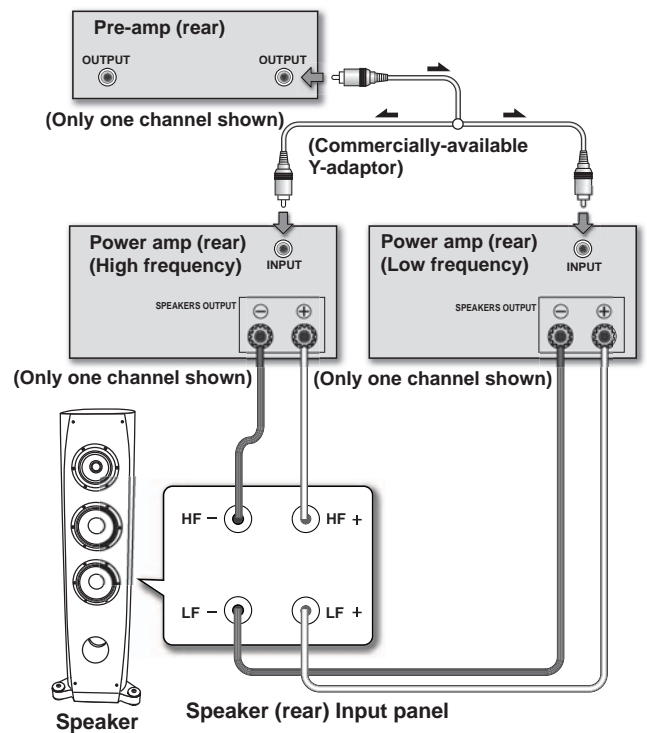 Pre-amp (rear)
OUTPUT
OUTPUT
(Only one channel shown)
(Commercially-available
Y-adaptor)
Power amp (rear)
(High frequency)
INPUT
SPEAKERS OUTPUT
− +
(Only one channel shown)
Power amp (rear)
(Low frequency)
INPUT
SPEAKERS OUTPUT
− +
(Only one channel shown)
HF −
HF +
LF −
LF +
Speaker
Speaker (rear) Input panel